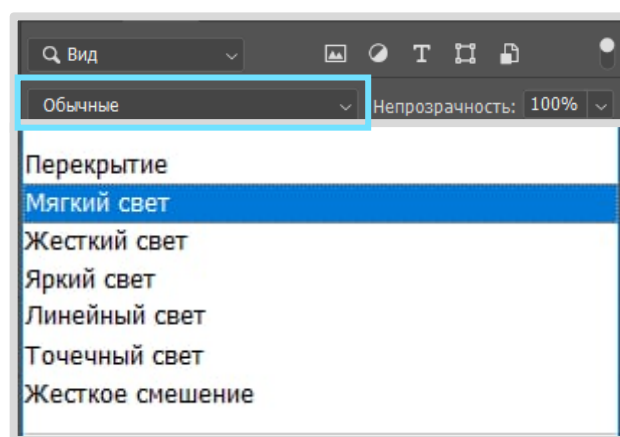 Вид
Обычные Непрозрачность: 100%
Перекрытие
Мягкий свет
Жесткий свет
Яркий свет
Линейный свет
Точечный свет
Жесткое смешение